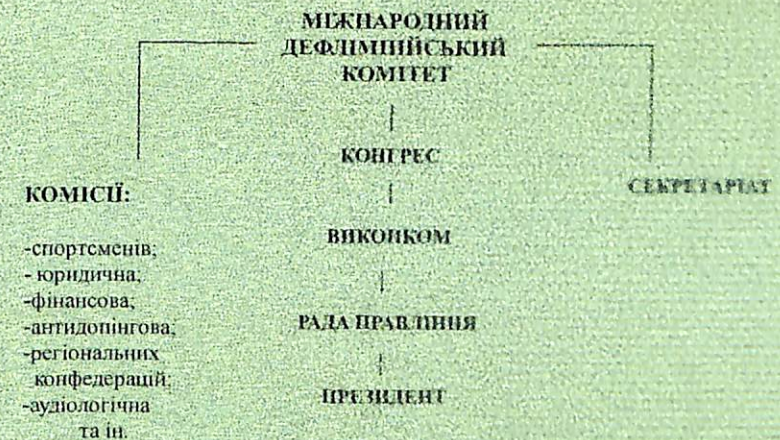 МІЖНАРОДНИЙ
ДЕФЛІМПІЙСЬКИЙ
КОМІТЕТ
КОНГРЕС
КОМІСІЇ:
СЕКРЕТАРІАТ
-спортсменів;
- юридична;
-фінансова;
-антидопінгова;
-регіональних
конфедерацій;
-аудіологічна
та ін.
ВИКОНКОМ
РАДА ПРАВЛІННЯ
ПРЕЗИДЕНТ